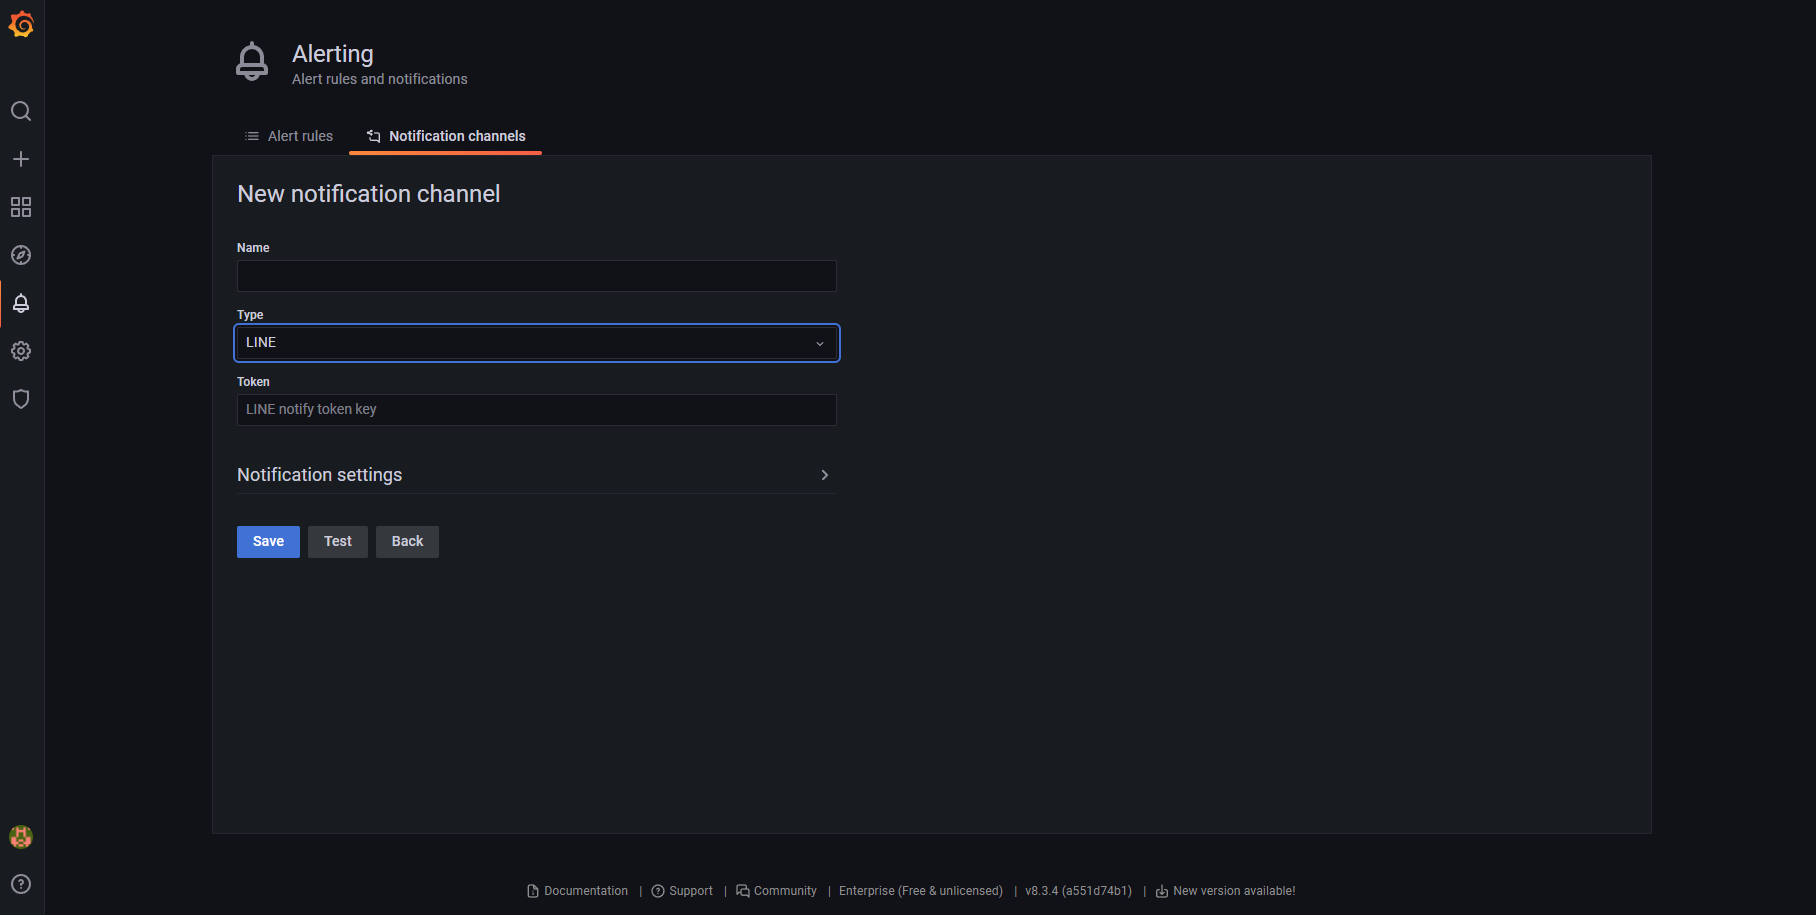 Alerting
Alert rules and notifications
Alert rules Notification channels
New notification channel
Name
Type
LINE
Token
LINE notify token key
Notification settings
Save Test Back
Documentation | Support | Community | Enterprise (Free & unlicensed) | v8.3.4 (a551d74b1) | New version available!